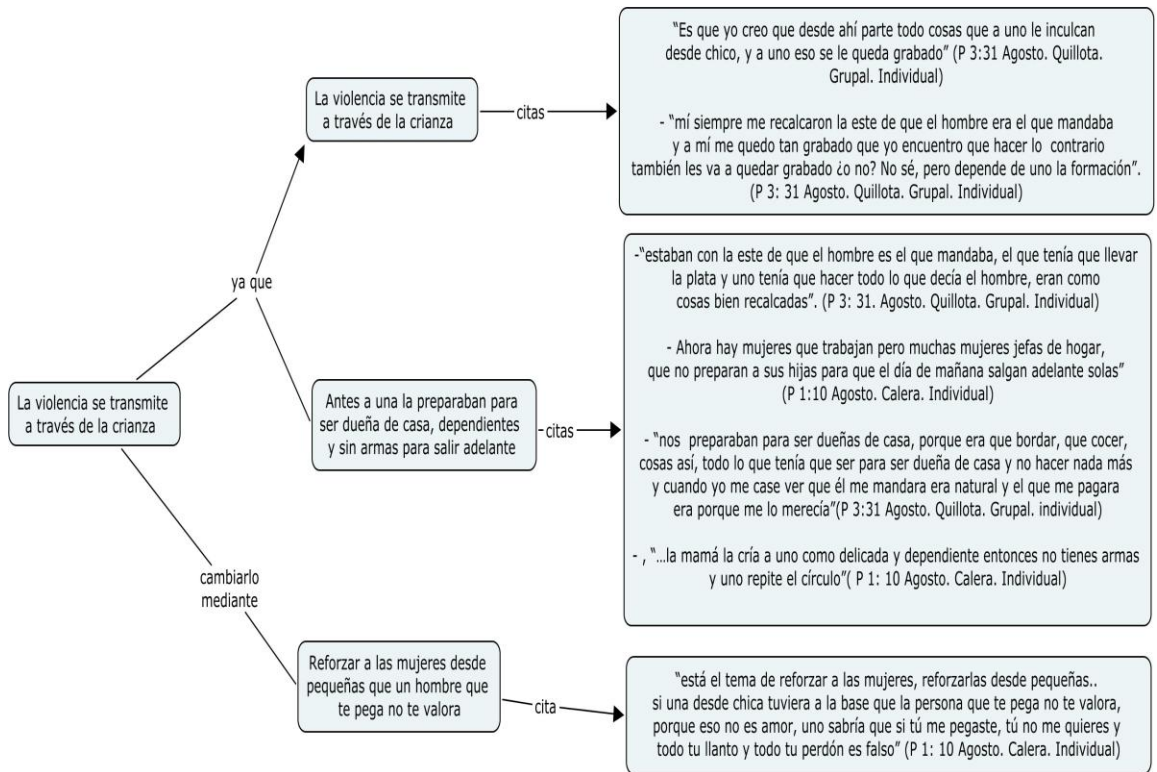 La violencia se transmite
a través de la crianza
ya que
La violencia se transmite
a través de la crianza
citas
“Es que yo creo que desde ahí parte todo cosas que a uno le inculcan
desde chico, y a uno eso se le queda grabado” (P 3:31 Agosto. Quillota.
Grupal. Individual)
- “mí siempre me recalcaron la este de que el hombre era el que mandaba
y a mí me quedo tan grabado que yo encuentro que hacer lo contrario
también les va a quedar grabado ¿o no? No sé, pero depende de uno la formación”.
(P 3: 31 Agosto. Quillota. Grupal. Individual)
Antes a una la preparaban para
ser dueña de casa, dependientes
y sin armas para salir adelante
citas
-“estaban con la este de que el hombre es el que mandaba, el que tenía que llevar
la plata y uno tenía que hacer todo lo que decía el hombre, eran como
cosas bien recalcadas”. (P 3: 31. Agosto. Quillota. Grupal. Individual)
- Ahora hay mujeres que trabajan pero muchas mujeres jefas de hogar,
que no preparan a sus hijas para que el día de mañana salgan adelante solas”
(P 1:10 Agosto. Calera. Individual)
- “nos preparaban para ser dueñas de casa, porque era que bordar, que cocer,
cosas así, todo lo que tenía que ser para ser dueña de casa y no hacer nada más
y cuando yo me case ver que él me mandara era natural y el que me pagara
era porque me lo merecía”(P 3:31 Agosto. Quillota. Grupal. individual)
- , “...la mamá la cría a uno como delicada y dependiente entonces no tienes armas
y uno repite el círculo”( P 1: 10 Agosto. Calera. Individual)
cambiarlo
mediante
Reforzar a las mujeres desde
pequeñas que un hombre que
te pega no te valora
cita
“está el tema de reforzar a las mujeres, reforzarlas desde pequeñas..
si una desde chica tuviera a la base que la persona que te pega no te valora,
porque eso no es amor, uno sabría que si tú me pegaste, tú no me quieres y
todo tu llanto y todo tu perdón es falso” (P 1: 10 Agosto. Calera. Individual)